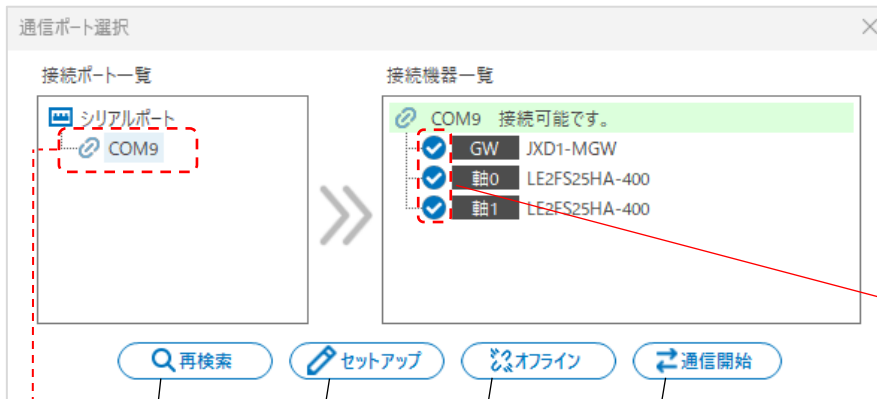 通信ポート選択
接続ポート一覧
接続機器一覧
シリアルポート
COM9
COM9 接続可能です。
GW JXD1-MGW
軸0 LE2FS25HA-400
軸1 LE2FS25HA-400
再検索
セットアップ
オフライン
通信開始